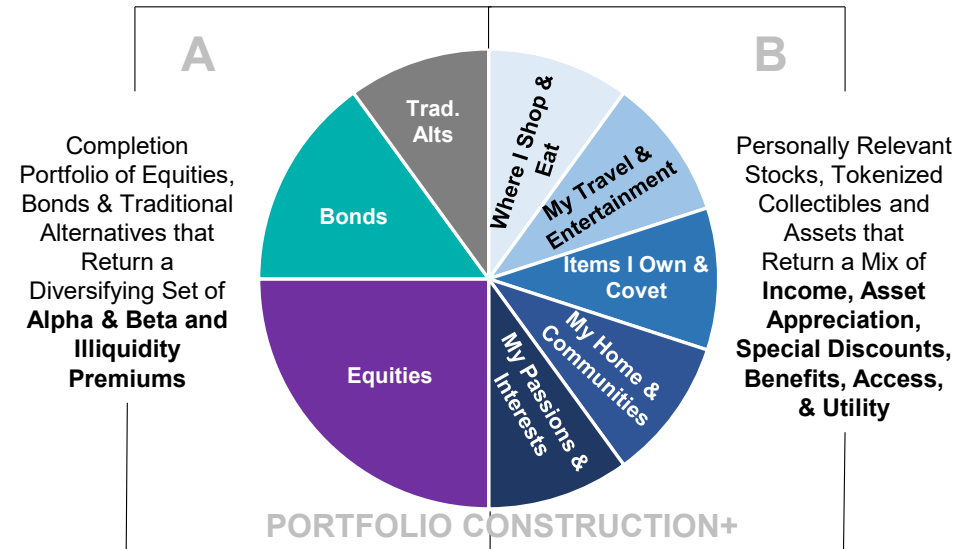 A
Completion
Portfolio of Equities,
Bonds & Traditional
Alternatives that
Return a
Diversifying Set of
Alpha & Beta and
Illiquidity
Premiums
Trad.
Alts
Bonds
Equities
Where I Shop &
Eat
My Travel &
Entertainment
Items I Own &
Covet
My Home &
Communities
My Passions &
Interests
B
Personally Relevant
Stocks, Tokenized
Collectibles and
Assets that
Return a Mix of
Income, Asset
Appreciation,
Special Discounts,
Benefits, Access,
& Utility
PORTFOLIO CONSTRUCTION+